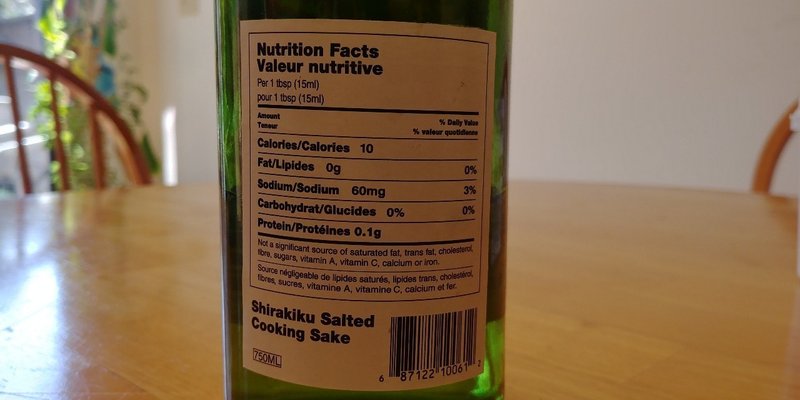 Nutrition Facts
Valeur nutritive
Per 1 tbsp (15ml)
pour 1 tbsp (15ml)
Amount % Daily Value
Teneur % valeur quotidienne
Calories/Calories 10
Fat/Lipides 0g 0%
Sodium/Sodium 60mg 3%
Carbohydrat/Glucides 0% 0%
Protein/Protéines 0.1g
Not a significant source of saturated fat, trans fat, cholesterol,
fibre, sugars, vitamin A, vitamin C, calcium or iron.
Source négligeable de lipides saturés, lipides trans, cholestérol,
fibres, sucres, vitamine A, vitamine C, calcium et fer.
Shirakiku Salted
Cooking Sake
750ML
6 87122 10061 2